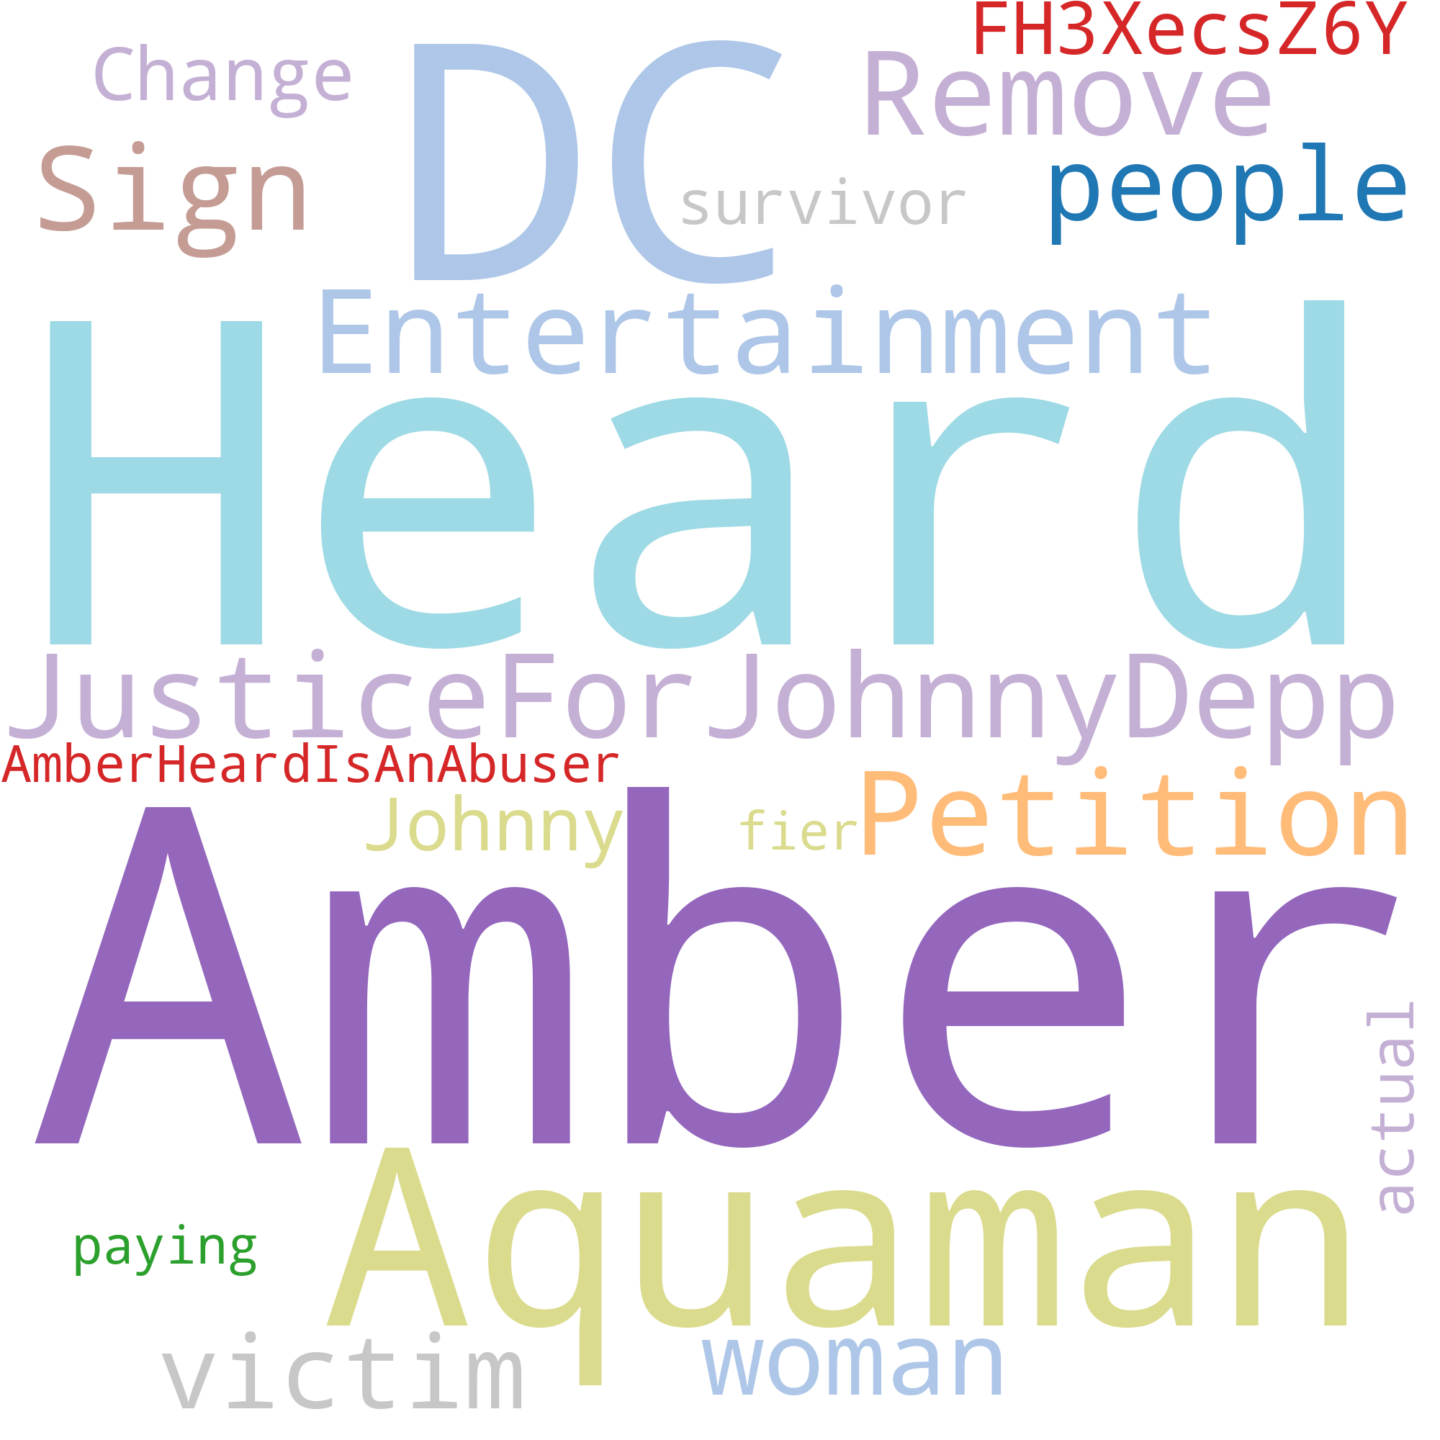 FH3XecsZ6Y
Change
DC
Remove
Sign
survivor
people
Entertainment
Heard
JusticeForJohnnyDepp
AmberHeardIsAnAbuser
Johnny
fier
Petition
Amber
actual
Aquaman
paying
victim
woman